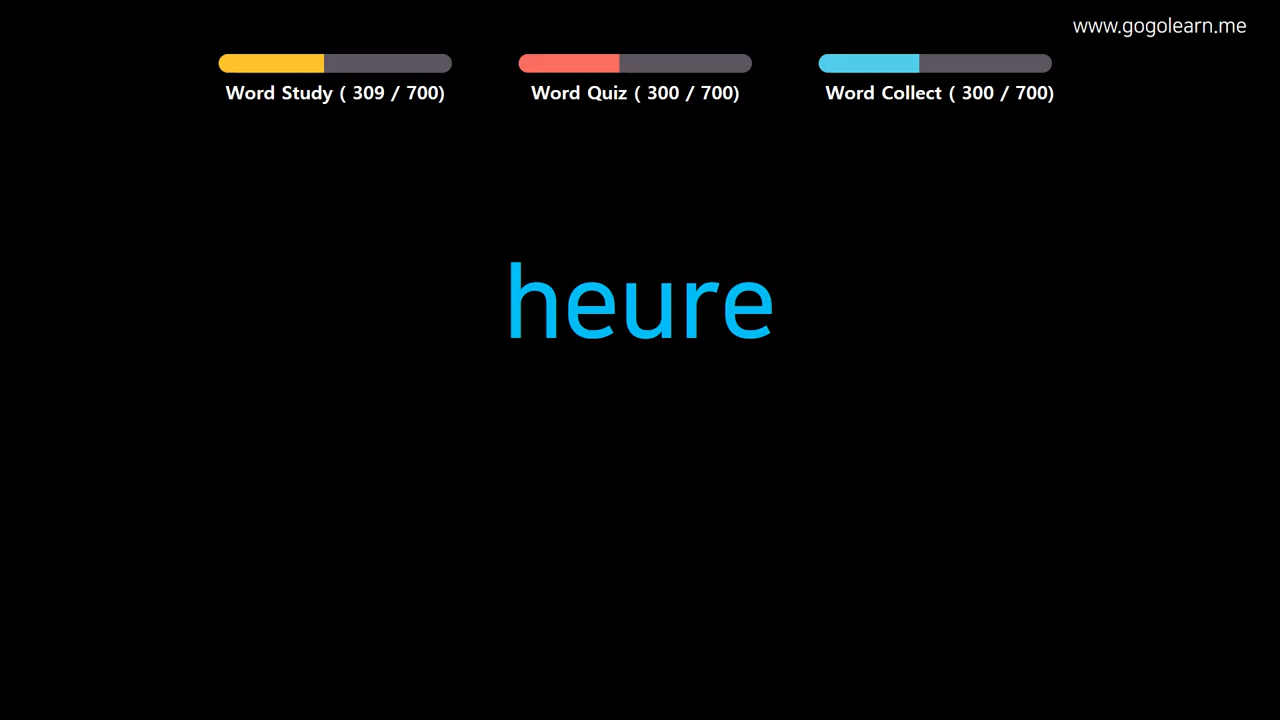 www.gogolearn.me
Word Study ( 309 / 700)
Word Quiz ( 300 / 700)
Word Collect ( 300 / 700)
heure